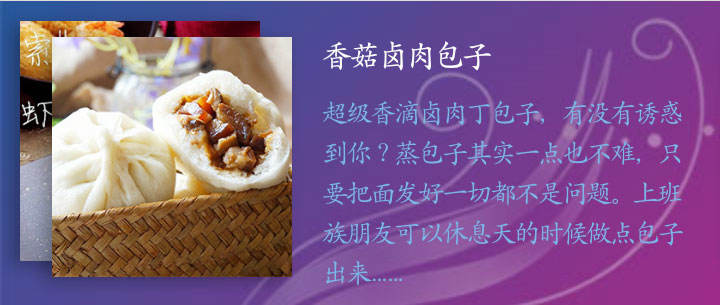 索
虾
香菇卤肉包子
超级香滴卤肉丁包子，有没有诱惑
到你？蒸包子其实一点也不难，只
要把面发好一切都不是问题。上班
族朋友可以休息天的时候做点包子
出来……